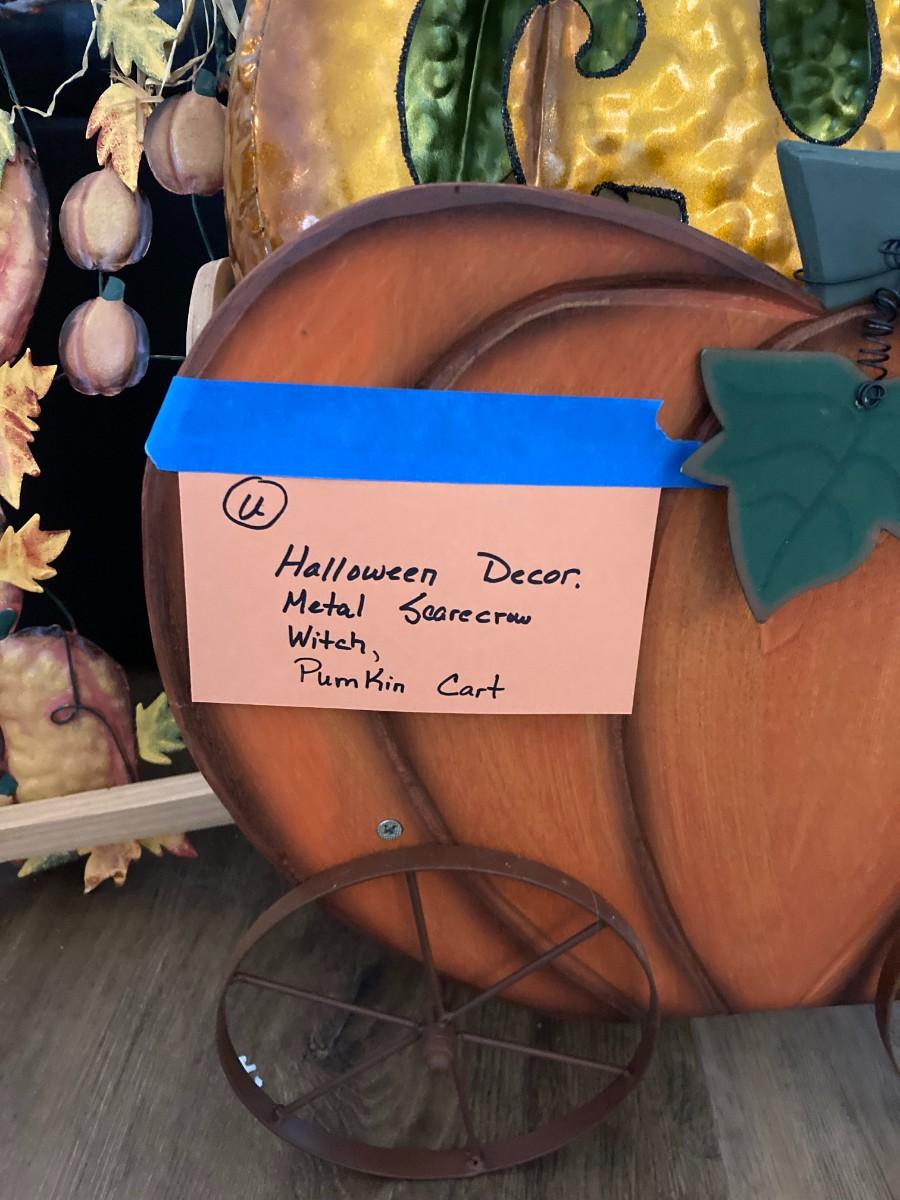 U
Halloween Decor.
Metal Scarecrow
Witch,
Pumkin Cart